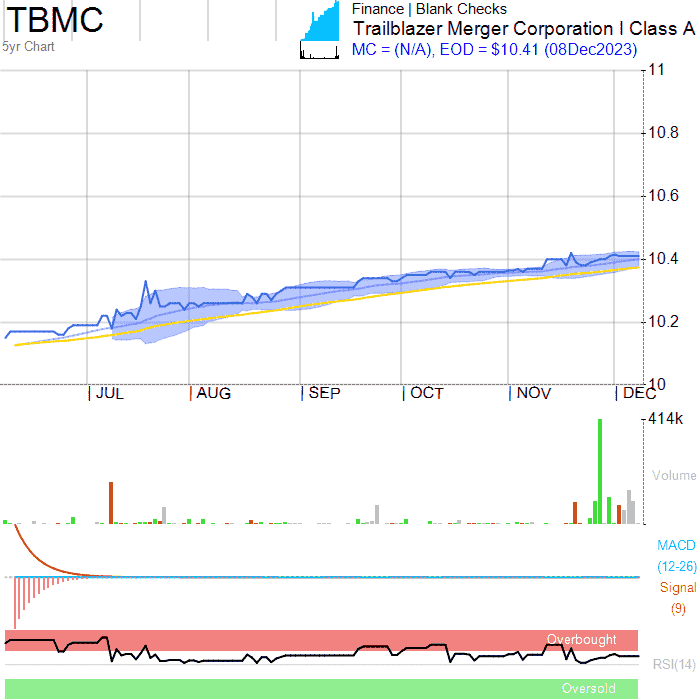 TBMC
5yr Chart
Finance | Blank Checks
Trailblazer Merger Corporation I Class A
MC = (N/A), EOD = $10.41 (08Dec2023)
11
10.8
10.6
10.4
10.2
10
JUL AUG SEP OCT NOV DEC
414k
Volume
MACD
(12-26)
Signal
(9)
Overbought
RSI(14)
Oversold